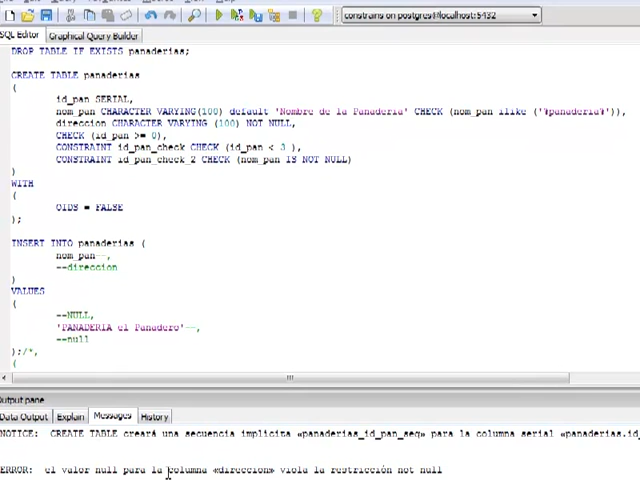 constrains on postgres@localhost:5432
SQL Editor
Graphical Query Builder
DROP TABLE IF EXISTS panaderias;
CREATE TABLE panaderias
(
id_pan SERIAL,
nom_pan CHARACTER VARYING(100) default 'Nombre de la Panaderia' CHECK (nom_pan ilike ('%panaderia%')),
direccion CHARACTER VARYING (100) NOT NULL,
CHECK (id_pan >= 0),
CONSTRAINT id_pan_check CHECK (id_pan < 3 ),
CONSTRAINT id_pan_check_2 CHECK (nom_pan IS NOT NULL)
)
WITH
(
OIDS = FALSE
);
INSERT INTO panaderias (
nom_pan--,
--direccion
)
VALUES
(
--NULL,
'PANADERIA el Panadero'--,
--null
);/*,
(
Output pane
Data Output
Explain
Messages
History
NOTICE: CREATE TABLE creará una secuencia implícita «panaderias_id_pan_seq» para la columna serial «panaderias.id_
ERROR: el valor null para la columna «direccion» viola la restricción not null